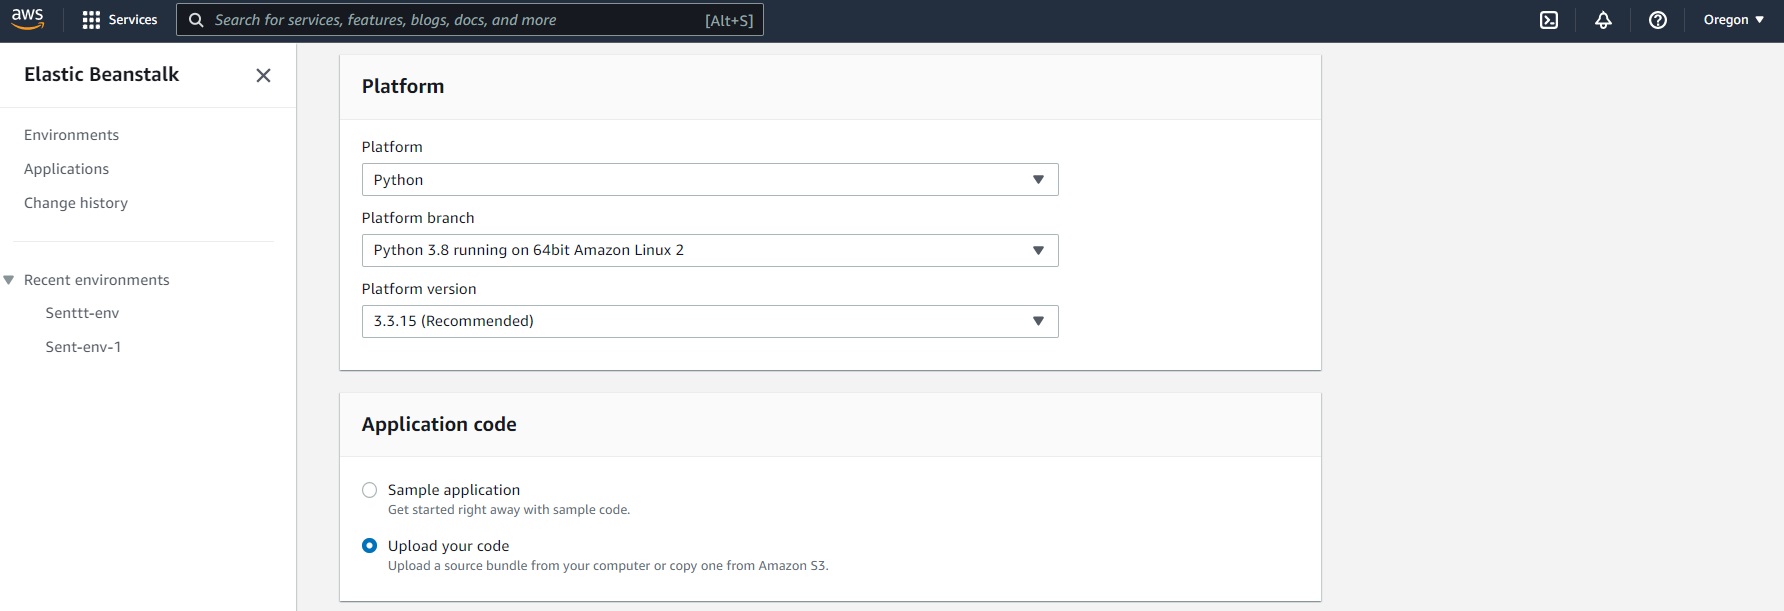 aws
Services
Search for services, features, blogs, docs, and more
[Alt+S]
Oregon
Elastic Beanstalk
Environments
Applications
Change history
Recent environments
Senttt-env
Sent-env-1
Platform
Platform
Python
Platform branch
Python 3.8 running on 64bit Amazon Linux 2
Platform version
3.3.15 (Recommended)
Application code
Sample application
Get started right away with sample code.
Upload your code
Upload a source bundle from your computer or copy one from Amazon S3.